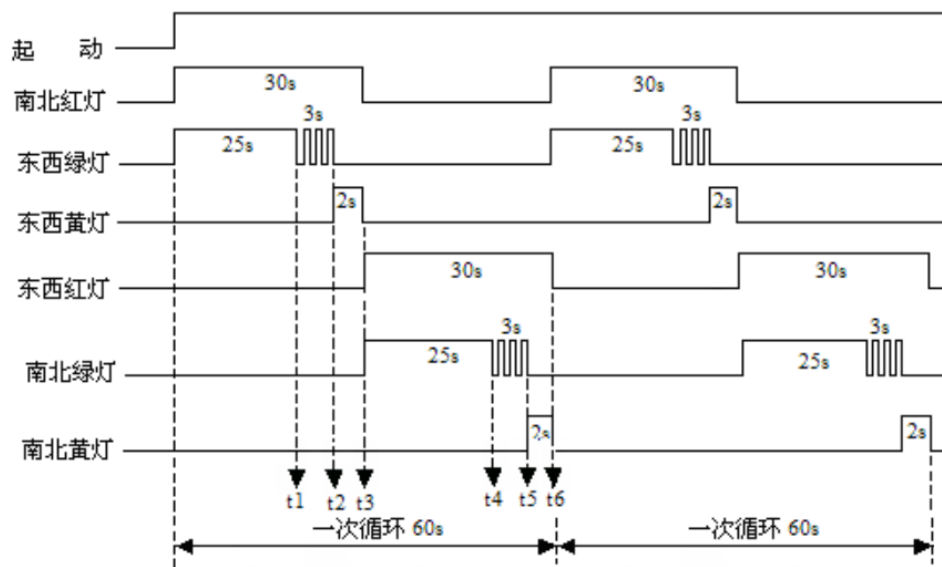 起 动
30s 30s
南北红灯
3s 3s
25s 25s
东西绿灯
2s 2s
东西黄灯
30s 30s
东西红灯
3s 3s
25s 25s
南北绿灯
2s 2s
南北黄灯
t1 t2 t3 t4 t5 t6
一次循环 60s 一次循环 60s